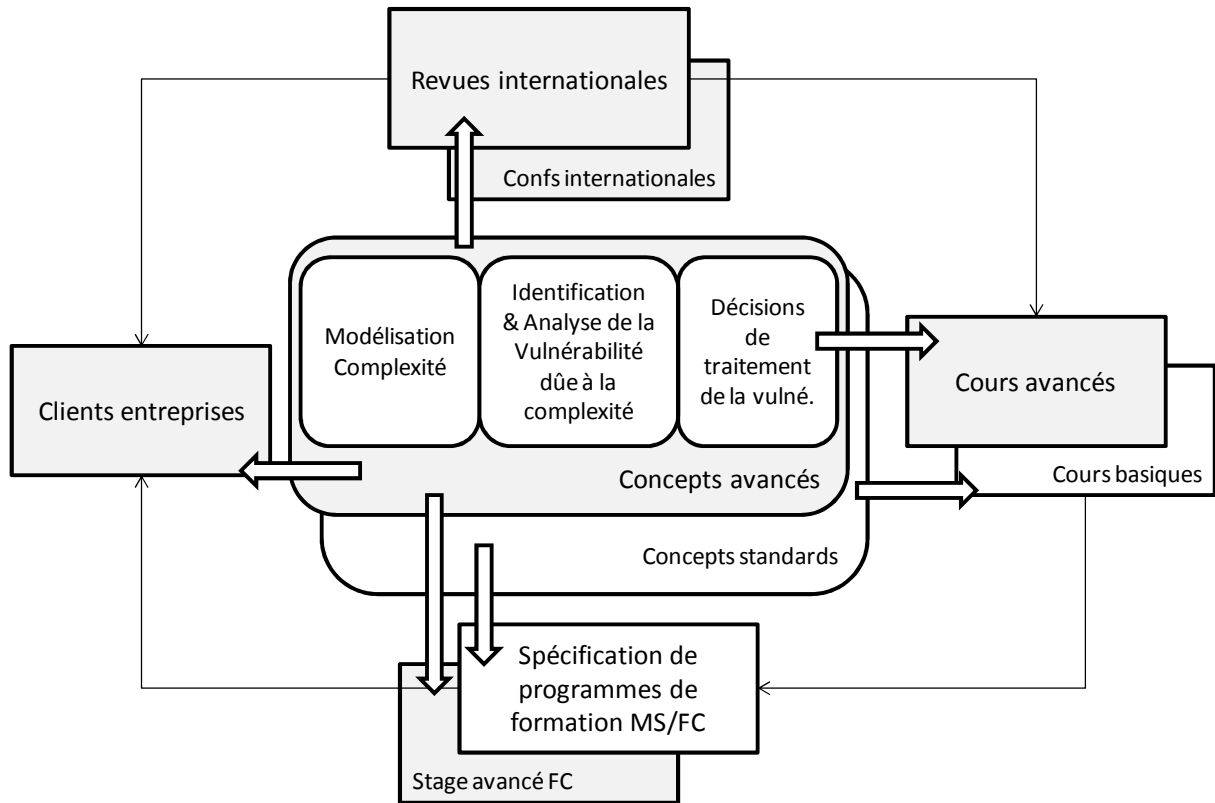 Revues internationales
Confs internationales
Modélisation
Complexité
Identification
& Analyse de la
Vulnérabilité
dûe à la
complexité
Décisions
de
traitement
de la vulné.
Concepts avancés
Concepts standards
Clients entreprises
Cours avancés
Cours basiques
Spécification de
programmes de
formation MS/FC
Stage avancé FC